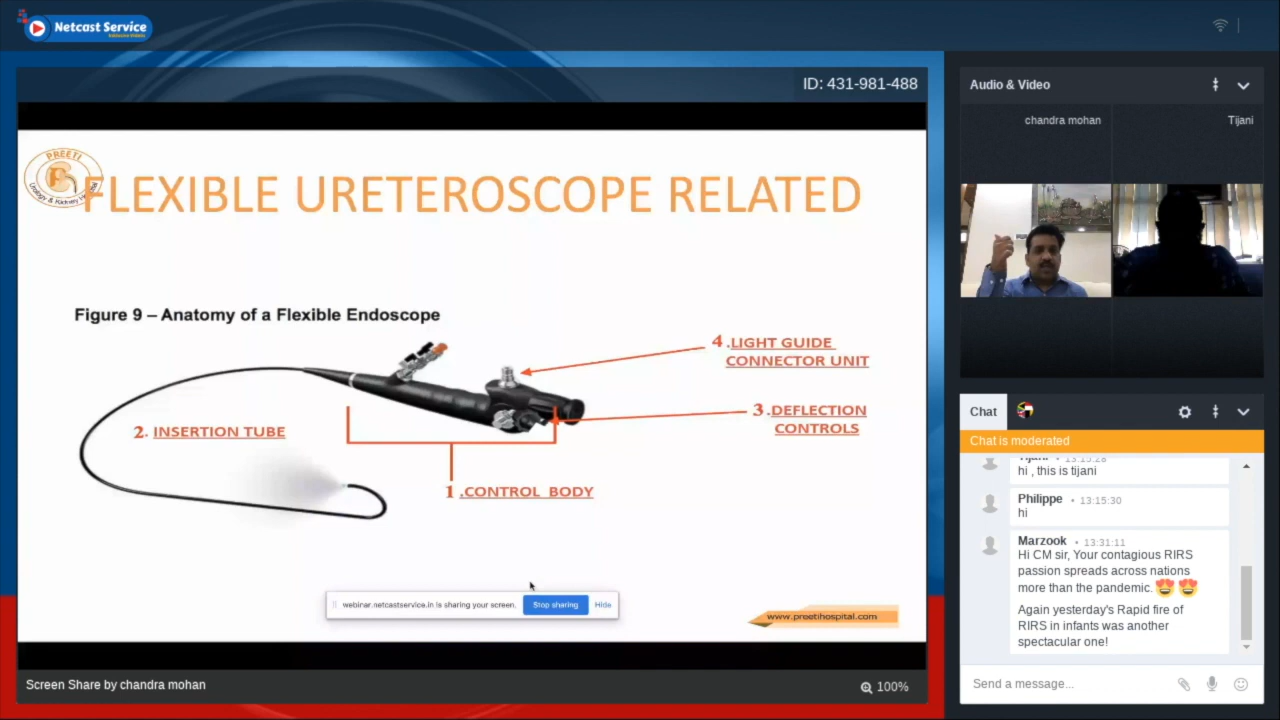 Netcast Service
ID: 431-981-488
PREETI
FLEXIBLE URETEROSCOPE RELATED
Figure 9 – Anatomy of a Flexible Endoscope
4 .LIGHT GUIDE
CONNECTOR UNIT
3 .DEFLECTION
CONTROLS
2. INSERTION TUBE
1 .CONTROL BODY
webinar.netcastservice.in is sharing your screen.
Stop sharing
Hide
www.preetihospital.com
Screen Share by chandra mohan
100%
Audio & Video
chandra mohan
Tijani
Chat
Chat is moderated
Tijani • 13:15:28
hi , this is tijani
Philippe • 13:15:30
hi
Marzook • 13:31:11
Hi CM sir, Your contagious RIRS
passion spreads across nations
more than the pandemic. 😍 😍
Again yesterday's Rapid fire of
RIRS in infants was another
spectacular one!
Send a message...